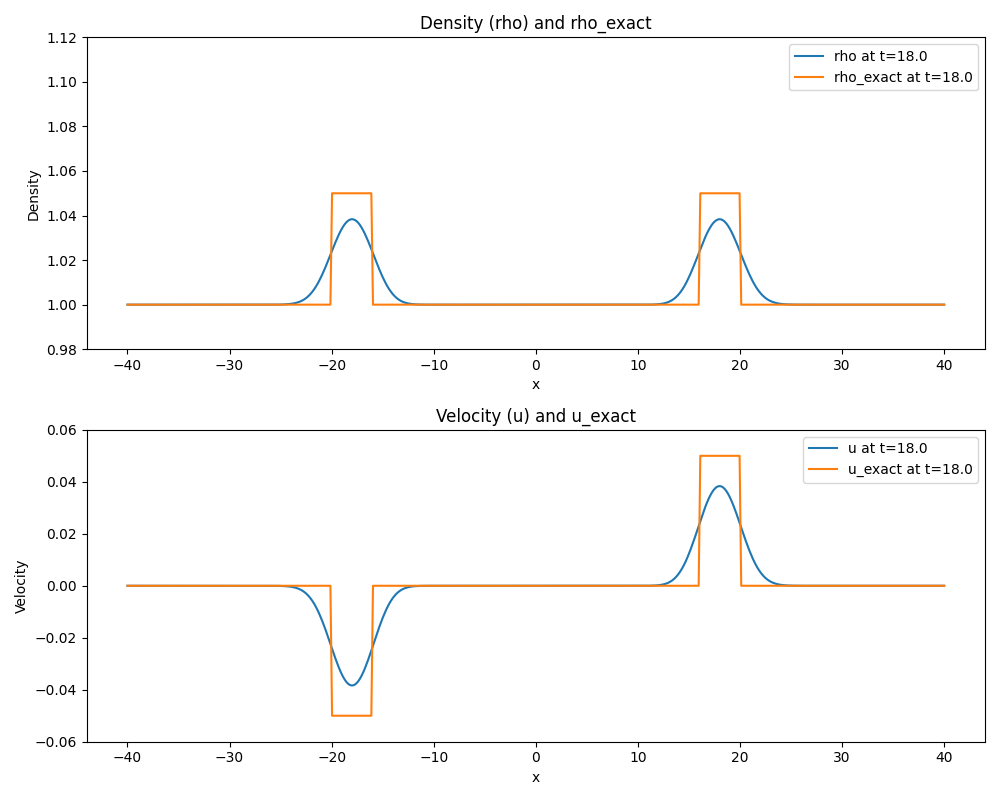 Density (rho) and rho_exact
1.12
1.10
1.08
1.06
1.04
1.02
1.00
0.98
Density
rho at t=18.0
rho_exact at t=18.0
−40 −30 −20 −10 0 10 20 30 40
x
Velocity (u) and u_exact
0.06
0.04
0.02
0.00
−0.02
−0.04
−0.06
Velocity
u at t=18.0
u_exact at t=18.0
−40 −30 −20 −10 0 10 20 30 40
x